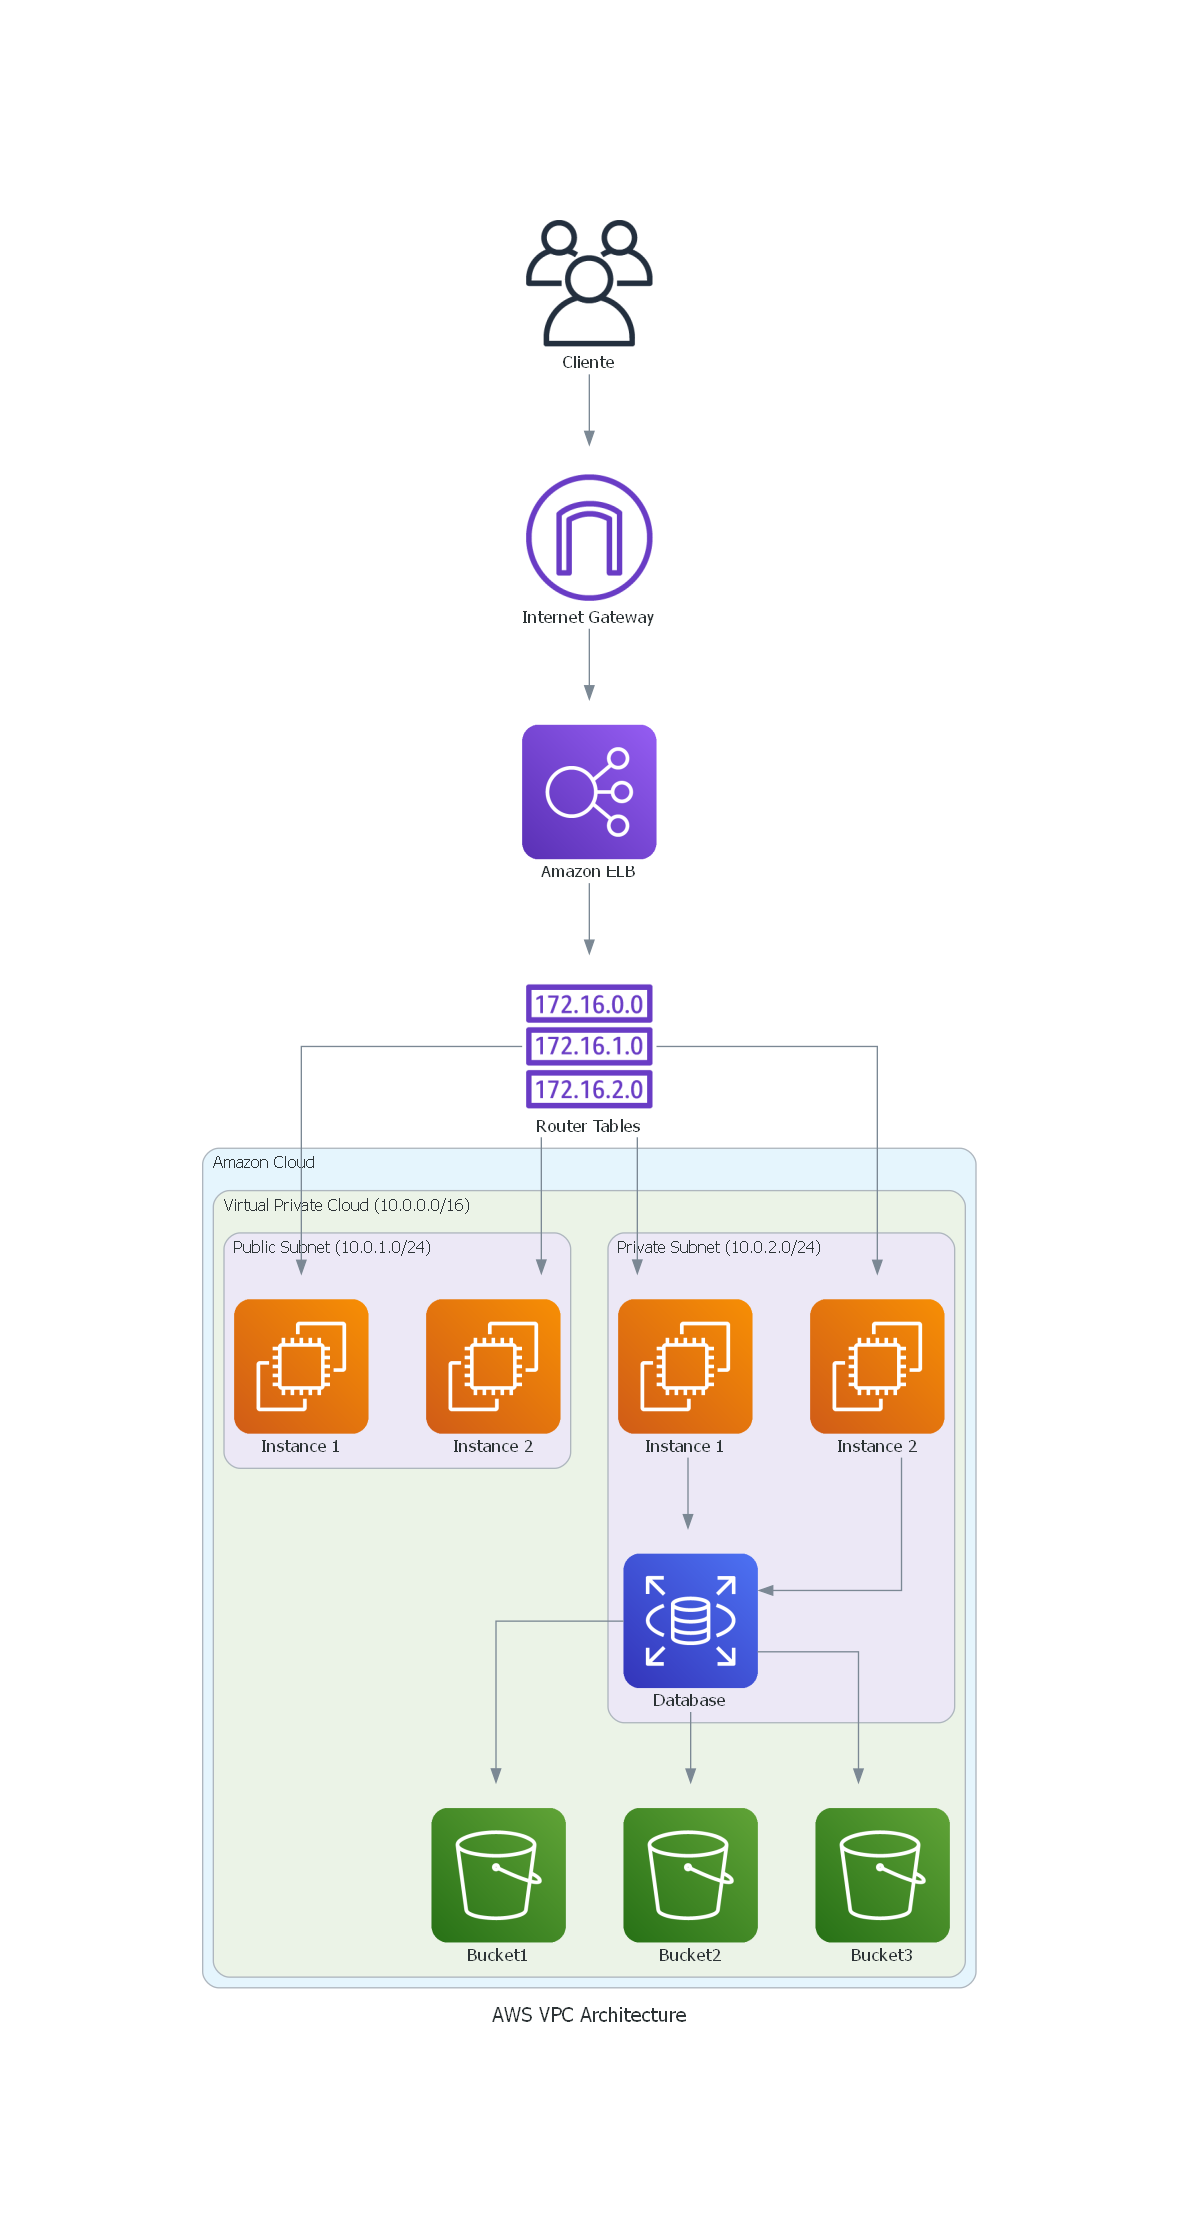 Cliente
Internet Gateway
Amazon ELB
172.16.0.0
172.16.1.0
172.16.2.0
Router Tables
Amazon Cloud
Virtual Private Cloud (10.0.0.0/16)
Public Subnet (10.0.1.0/24)
Private Subnet (10.0.2.0/24)
Instance 1
Instance 2
Instance 1
Instance 2
Database
Bucket1
Bucket2
Bucket3
AWS VPC Architecture